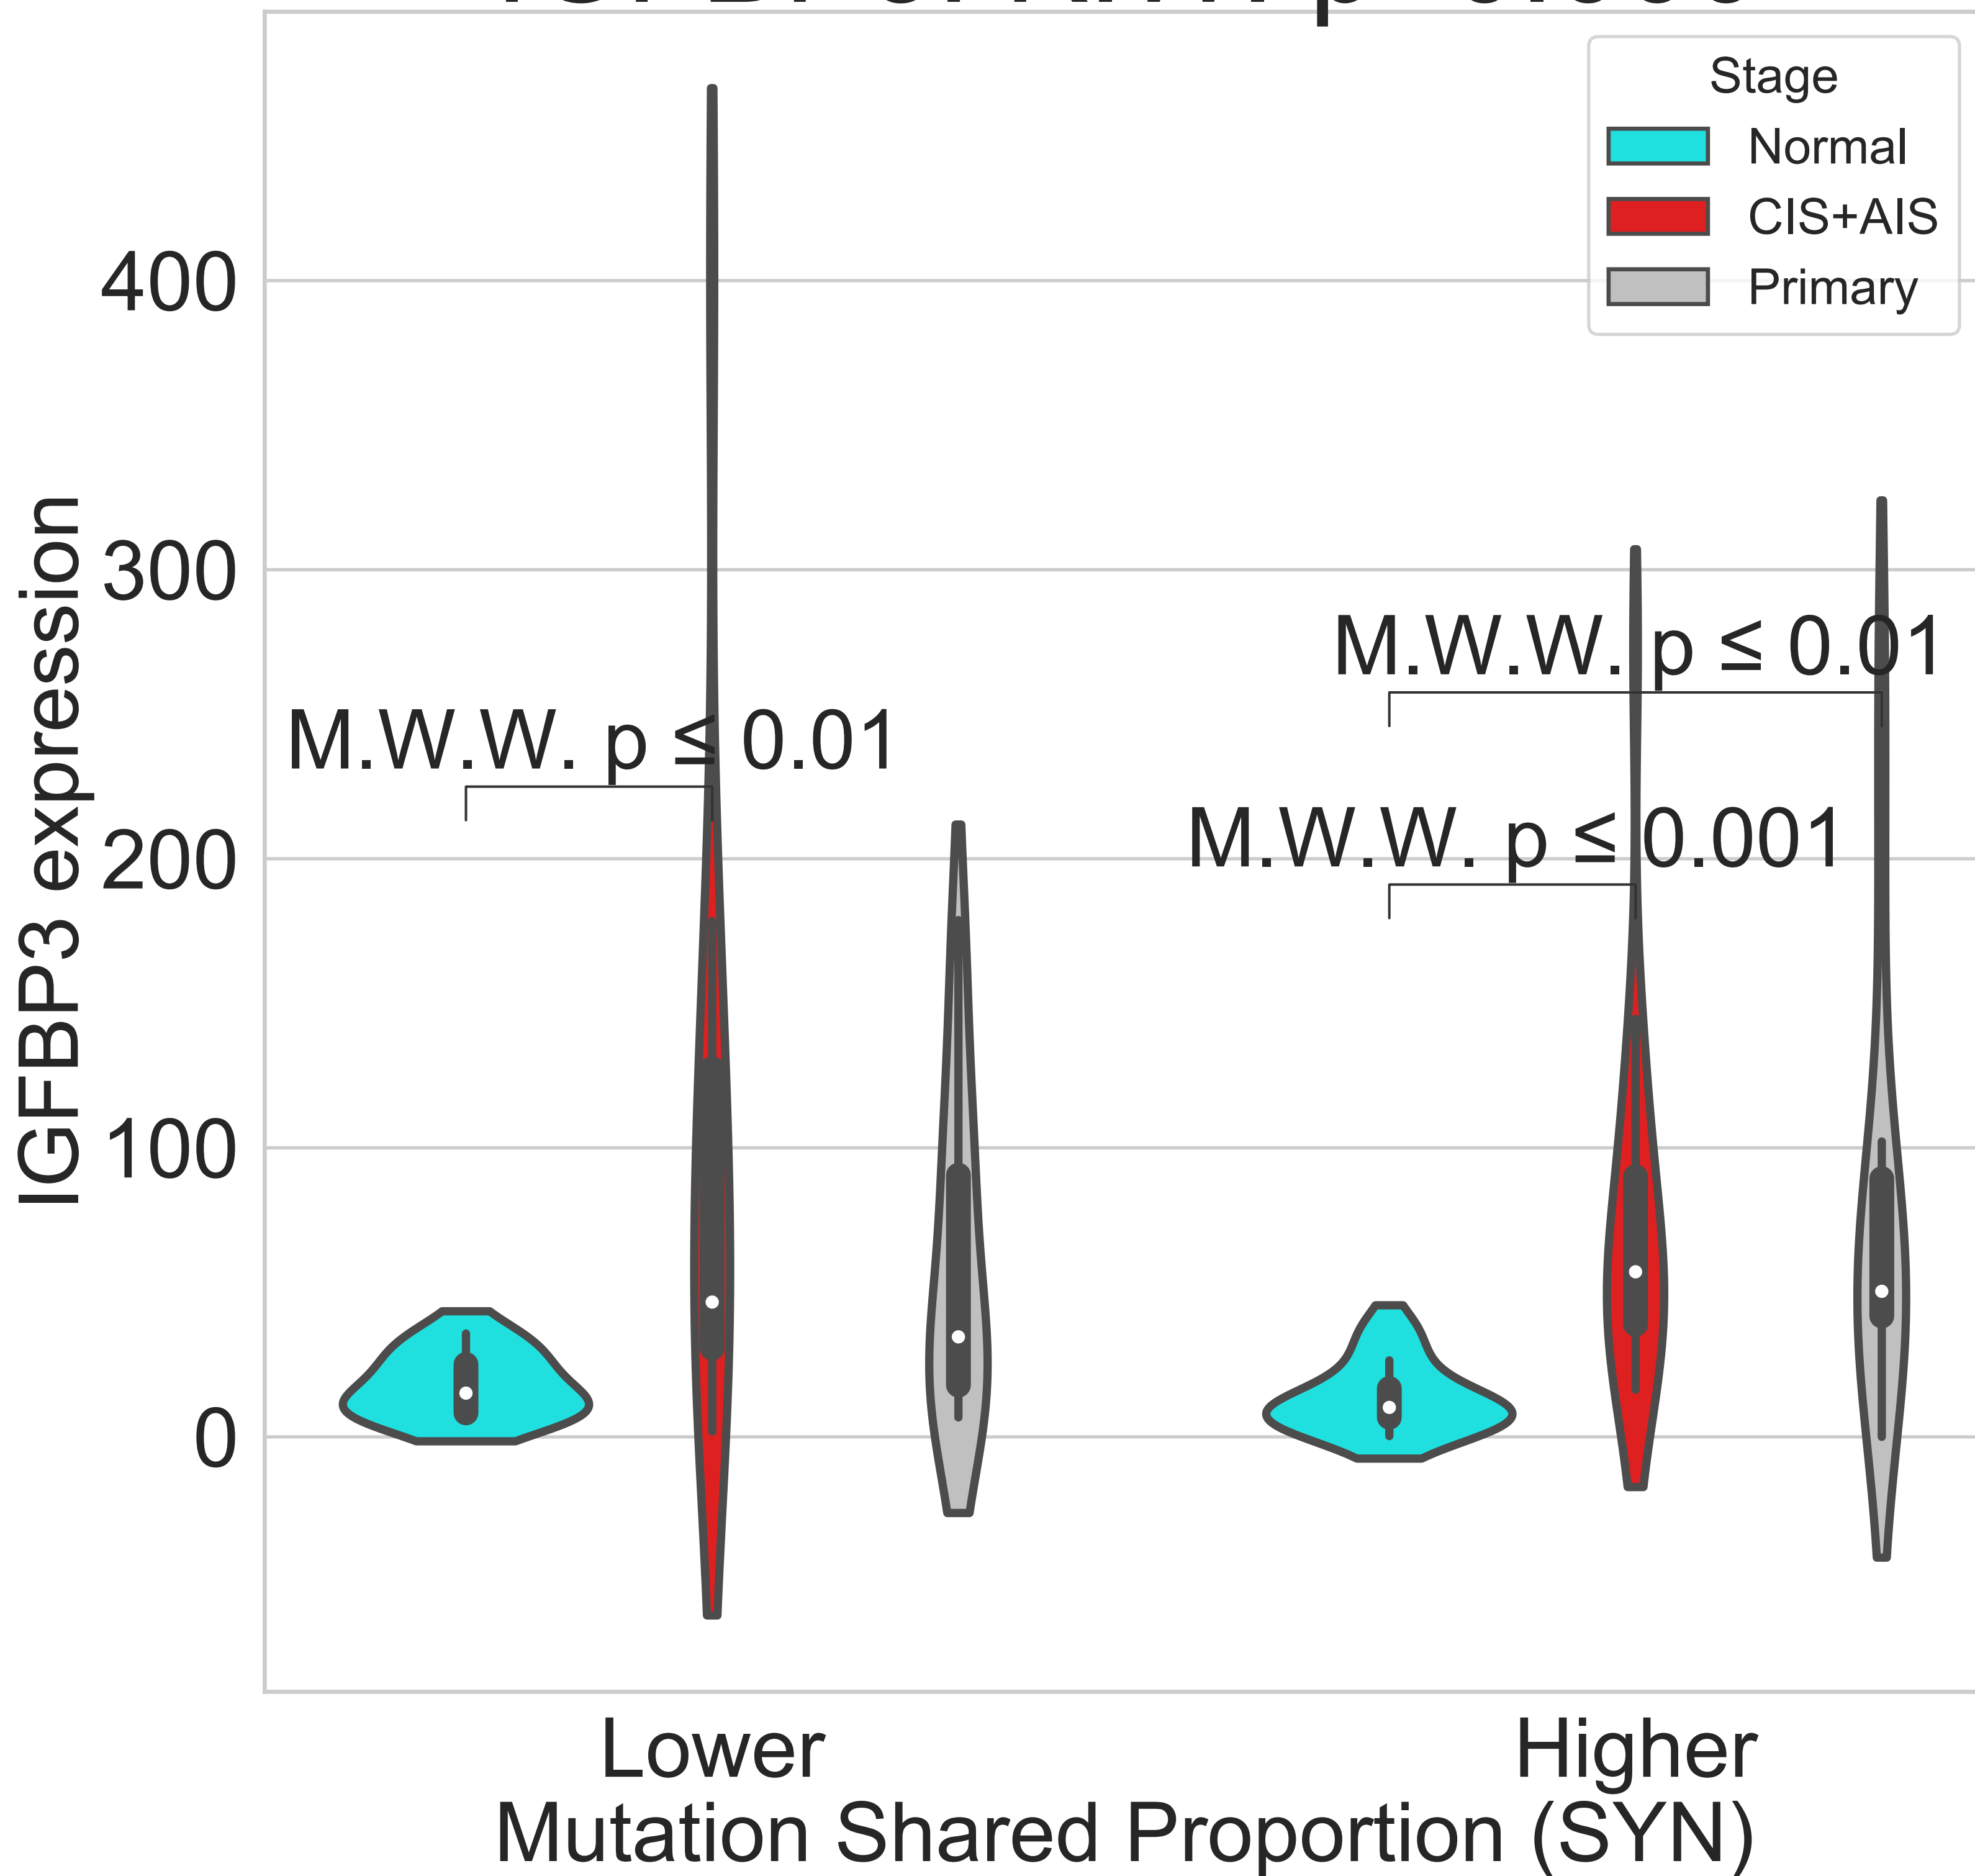 Stage
Normal
CIS+AIS
Primary
400
300
200
100
0
IGFBP3 expression
M.W.W. p ≤ 0.01
M.W.W. p ≤ 0.01
M.W.W. p ≤ 0.001
Lower
Higher
Mutation Shared Proportion (SYN)